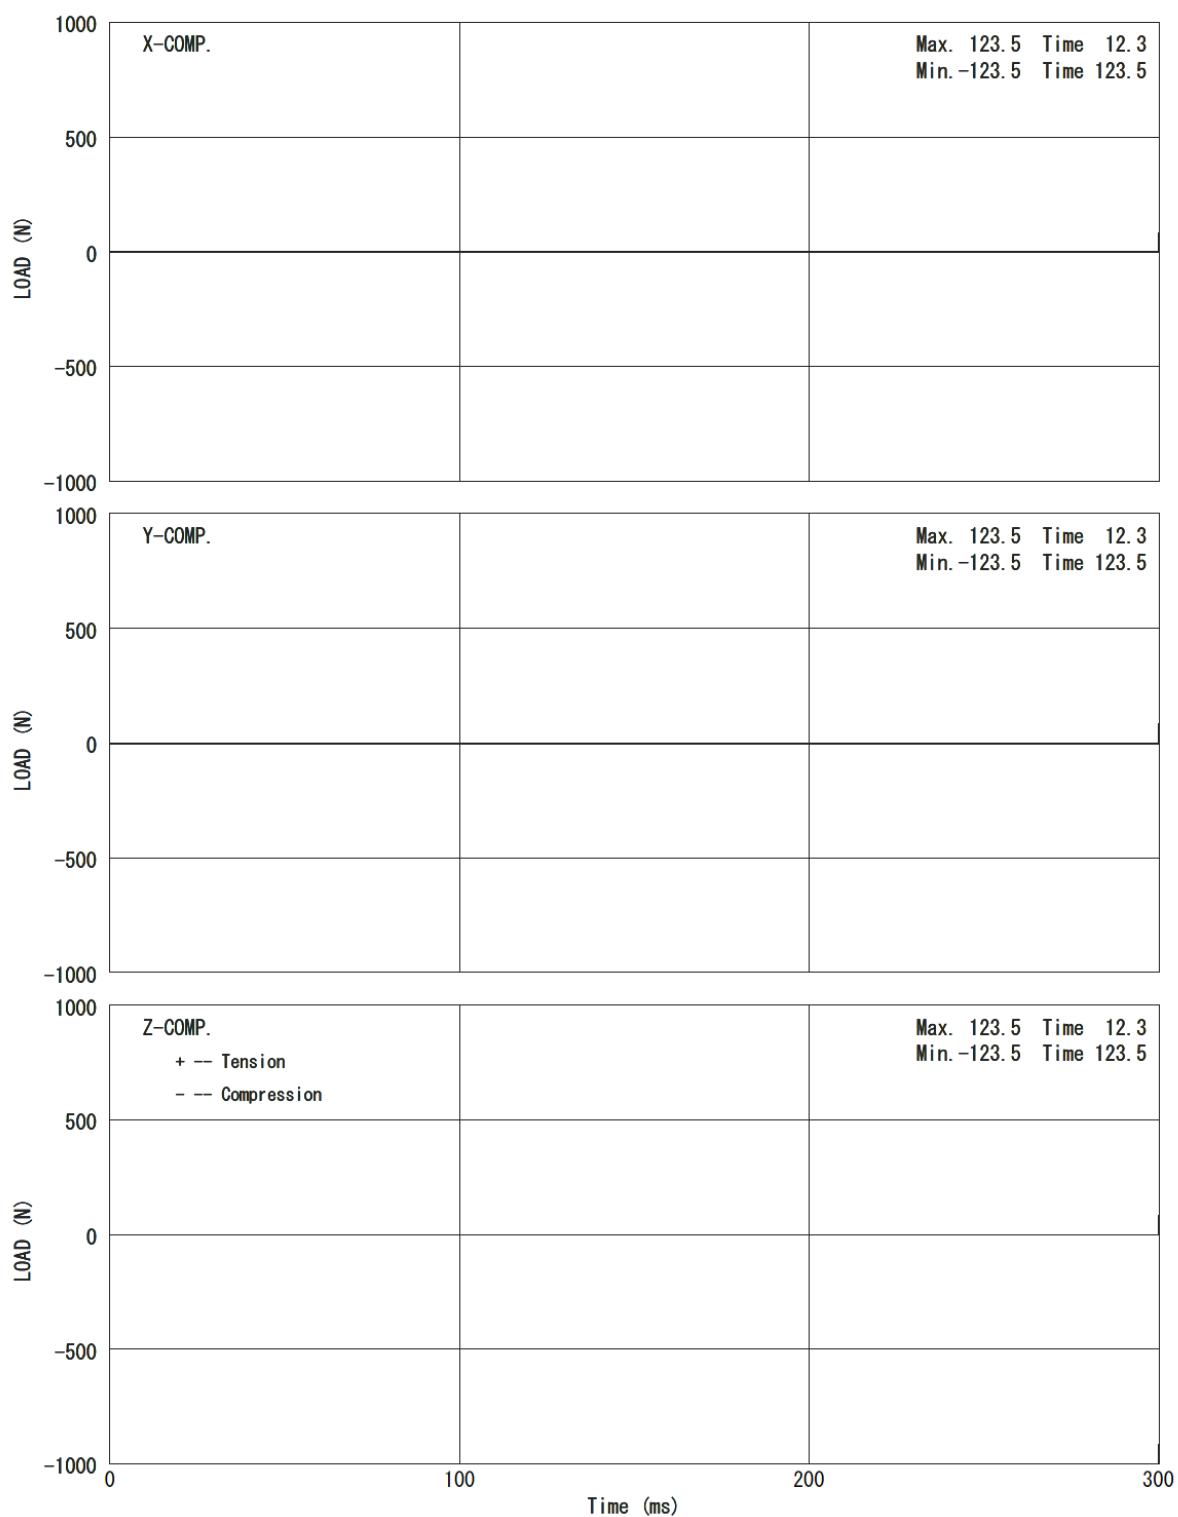 1000
X-COMP.
Max. 123.5 Time 12.3
Min.-123.5 Time 123.5
500
LOAD (N)
0
-500
-1000
1000
Y-COMP.
Max. 123.5 Time 12.3
Min.-123.5 Time 123.5
500
LOAD (N)
0
-500
-1000
1000
Z-COMP.
Max. 123.5 Time 12.3
Min.-123.5 Time 123.5
+ -- Tension
- -- Compression
500
LOAD (N)
0
-500
-1000
0 100 200 300
Time (ms)